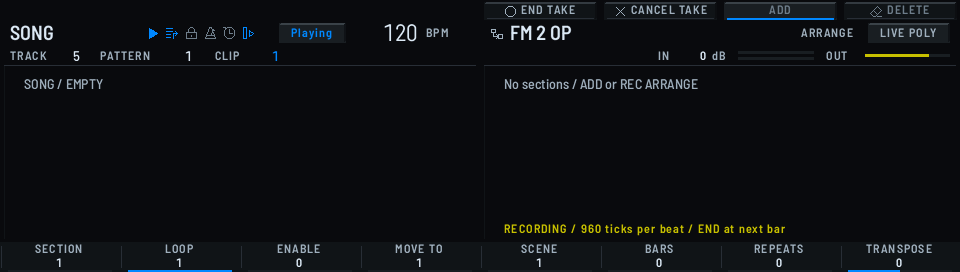 END TAKE CANCEL TAKE ADD DELETE
SONG Playing 120 BPM FM 2 OP ARRANGE LIVE POLY
TRACK 5 PATTERN 1 CLIP 1 IN 0 dB OUT
SONG / EMPTY
No sections / ADD or REC ARRANGE
RECORDING / 960 ticks per beat / END at next bar
SECTION LOOP ENABLE MOVE TO SCENE BARS REPEATS TRANSPOSE
1 1 0 1 1 0 0 0